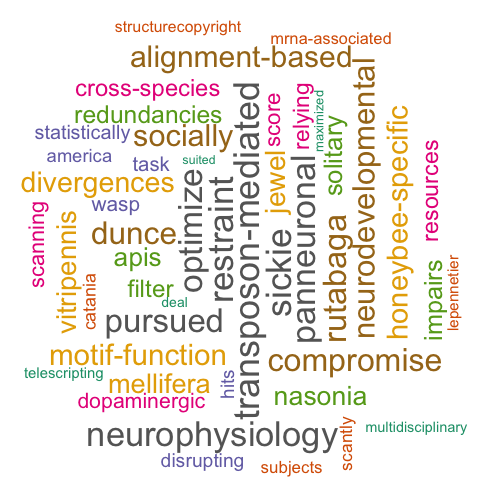 structurecopyright
mrna-associated
alignment-based
cross-species
redundancies
statistically
socially
america
task
suited
divergences
wasp
scanning
vitripennis
dunce
apis
catania
filter
deal
pursued
optimize
restraint
transposon-mediated
score
jewel
sickie
relying
panneuronal
maximized
solitary
rutabaga
neurodevelopmental
honeybee-specific
resources
impairs
lepennetier
motif-function
compromise
telescripting
mellifera
hits
nasonia
dopaminergic
neurophysiology
multidisciplinary
scantly
disrupting
subjects